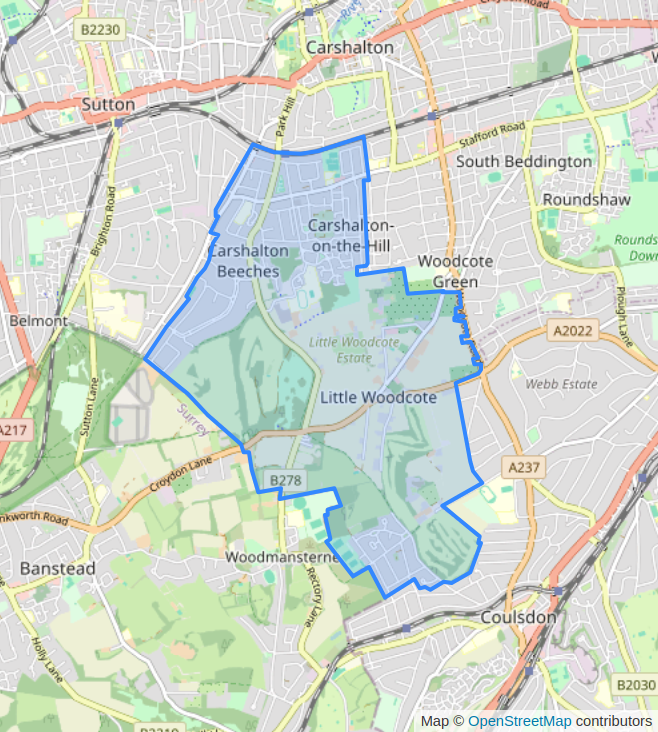 B2230
Carshalton
Sutton
Park Hill
Stafford Road
South Beddington
Roundshaw
Brighton Road
Carshalton-
on-the-Hill
Carshalton
Beeches
Woodcote
Green
Rounds
Down
Plough Lane
Belmont
A2022
Little Woodcote
Estate
Webb Estate
Little Woodcote
Sutton Lane
Surrey
A217
Croydon Lane
A237
B278
nkworth Road
Woodmansterne
Banstead
Rectory Lane
Coulsdon
Holly Lane
B2030
Map © OpenStreetMap contributors